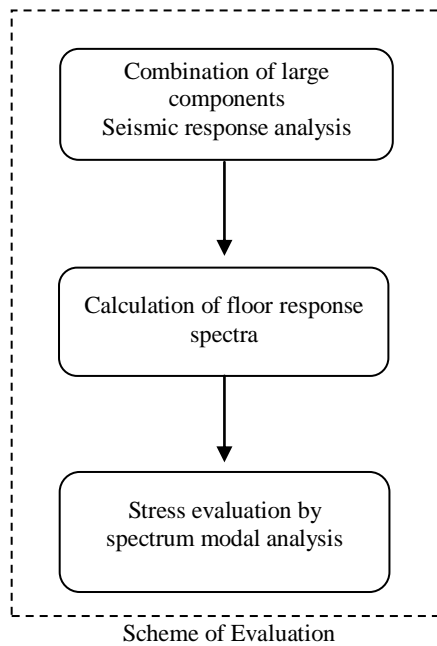 Combination of large
components
Seismic response analysis
Calculation of floor response
spectra
Stress evaluation by
spectrum modal analysis
Scheme of Evaluation